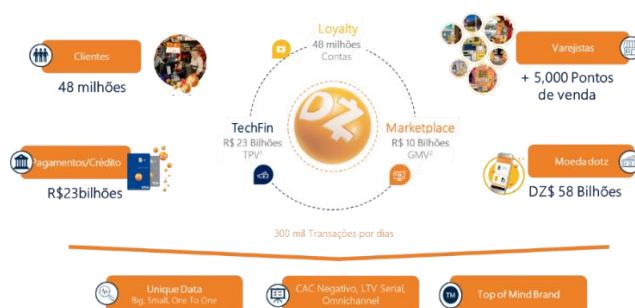 Clientes
48 milhões
Loyalty
48 milhões
Contas
Varejistas
+ 5,000 Pontos
de venda
DZ
TechFin
R$ 23 Bilhões
TPV¹
Marketplace
R$ 10 Bilhões
GMV²
Pagamentos/Crédito
R$23bilhões
Moeda dotz
DZ$ 58 Bilhões
300 mil Transações por dias
Unique Data
Big, Small, One To One
CAC Negativo, LTV Serial,
Omnichannel
TM
Top of Mind Brand